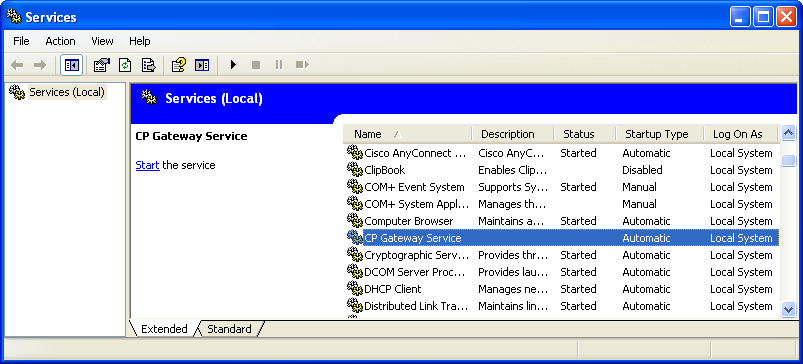 Services
File Action View Help
Services (Local)
Services (Local)
CP Gateway Service
Start the service
Name Description Status Startup Type Log On As
Cisco AnyConnect ... Cisco AnyC... Started Automatic Local System
ClipBook Enables Clip... Disabled Local System
COM+ Event System Supports Sy... Started Manual Local System
COM+ System Appl... Manages th... Manual Local System
Computer Browser Maintains a... Started Automatic Local System
CP Gateway Service Automatic Local System
Cryptographic Serv... Provides thr... Started Automatic Local System
DCOM Server Proc... Provides lau... Started Automatic Local System
DHCP Client Manages ne... Started Automatic Local System
Distributed Link Tra... Maintains lin... Started Automatic Local System
Extended Standard